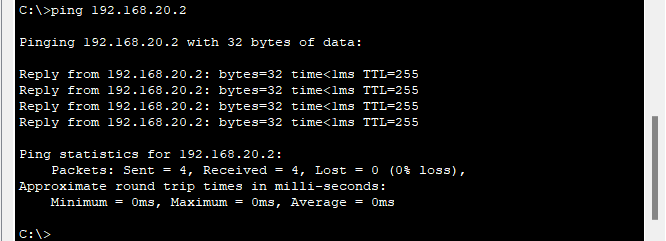 C:\>ping 192.168.20.2
Pinging 192.168.20.2 with 32 bytes of data:
Reply from 192.168.20.2: bytes=32 time<1ms TTL=255
Reply from 192.168.20.2: bytes=32 time<1ms TTL=255
Reply from 192.168.20.2: bytes=32 time<1ms TTL=255
Reply from 192.168.20.2: bytes=32 time<1ms TTL=255
Ping statistics for 192.168.20.2:
    Packets: Sent = 4, Received = 4, Lost = 0 (0% loss),
Approximate round trip times in milli-seconds:
    Minimum = 0ms, Maximum = 0ms, Average = 0ms
C:\>